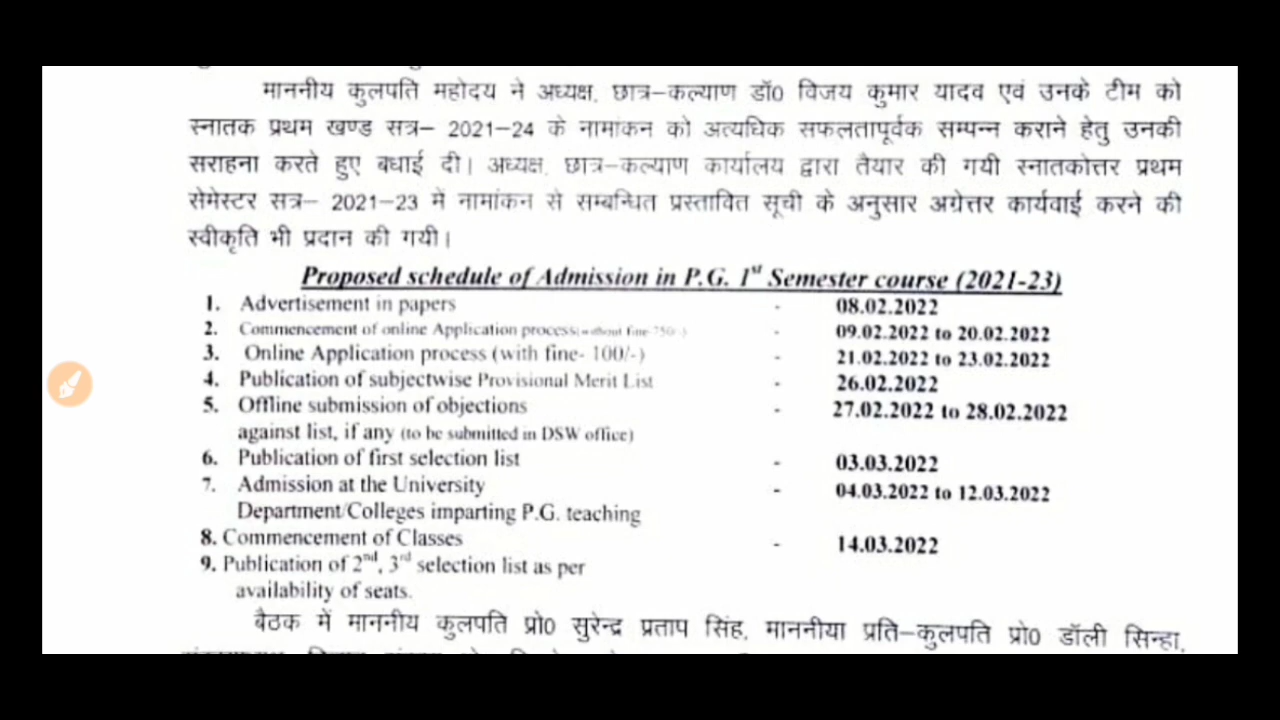 माननीय कुलपति महोदय ने अध्यक्ष, छात्र–कल्याण डॉ0 विजय कुमार यादव एवं उनके टीम को
स्नातक प्रथम खण्ड सत्र– 2021–24 के नामांकन को अत्यधिक सफलतापूर्वक सम्पन्न कराने हेतु उनकी
सराहना करते हुए बधाई दी। अध्यक्ष, छात्र–कल्याण कार्यालय द्वारा तैयार की गयी स्नातकोत्तर प्रथम
सेमेस्टर सत्र– 2021–23 में नामांकन से सम्बन्धित प्रस्तावित सूची के अनुसार अग्रेत्तर कार्यवाई करने की
स्वीकृति भी प्रदान की गयी।
Proposed schedule of Admission in P.G. 1st Semester course (2021-23)
1. Advertisement in papers - 08.02.2022
2. Commencement of online Application process(without fine-750/-) - 09.02.2022 to 20.02.2022
3. Online Application process (with fine- 100/-) - 21.02.2022 to 23.02.2022
4. Publication of subjectwise Provisional Merit List - 26.02.2022
5. Offline submission of objections - 27.02.2022 to 28.02.2022
against list, if any (to be submitted in DSW office)
6. Publication of first selection list - 03.03.2022
7. Admission at the University - 04.03.2022 to 12.03.2022
Department/Colleges imparting P.G. teaching
8. Commencement of Classes - 14.03.2022
9. Publication of 2nd, 3rd selection list as per
availability of seats.
बैठक में माननीय कुलपति प्रो0 सुरेन्द्र प्रताप सिंह, माननीया प्रति–कुलपति प्रो0 डॉली सिन्हा,